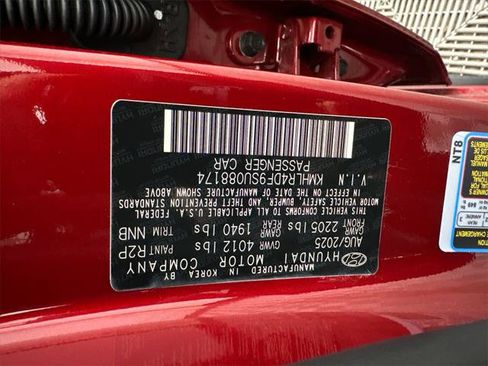 MANUFACTURED IN KOREA BY
HYUNDAI MOTOR COMPANY
AUG/2025 GVWR 4012 lbs PAINT:R2P
GAWR FRONT 2205 lbs GAWR REAR 1940 lbs NNB
THIS VEHICLE CONFORMS TO ALL APPLICABLE U.S.A. FEDERAL
MOTOR VEHICLE SAFETY, BUMPER, AND THEFT PREVENTION STANDARDS
IN EFFECT ON THE DATE OF MANUFACTURE SHOWN ABOVE
V.I.N KMHLR4DF9SU088174
PASSENGER CAR
NT8